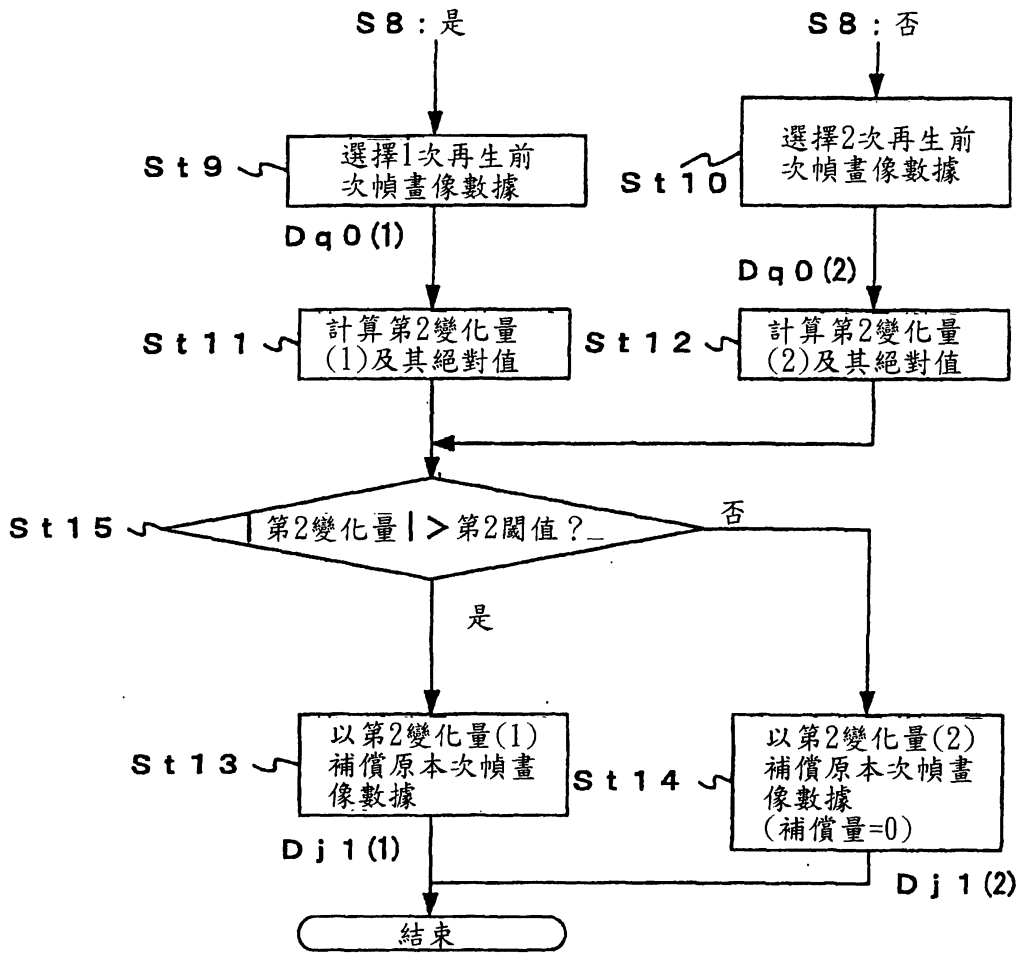 S8:是
S8:否
St9
選擇1次再生前
次幀畫像數據
Dq0(1)
St10
選擇2次再生前
次幀畫像數據
Dq0(2)
St11
計算第2變化量
(1)及其絕對值
St12
計算第2變化量
(2)及其絕對值
St15
|第2變化量|>第2閾值?
否
是
St13
以第2變化量(1)
補償原本次幀畫
像數據
Dj1(1)
St14
以第2變化量(2)
補償原本次幀畫
像數據
(補償量=0)
Dj1(2)
結束